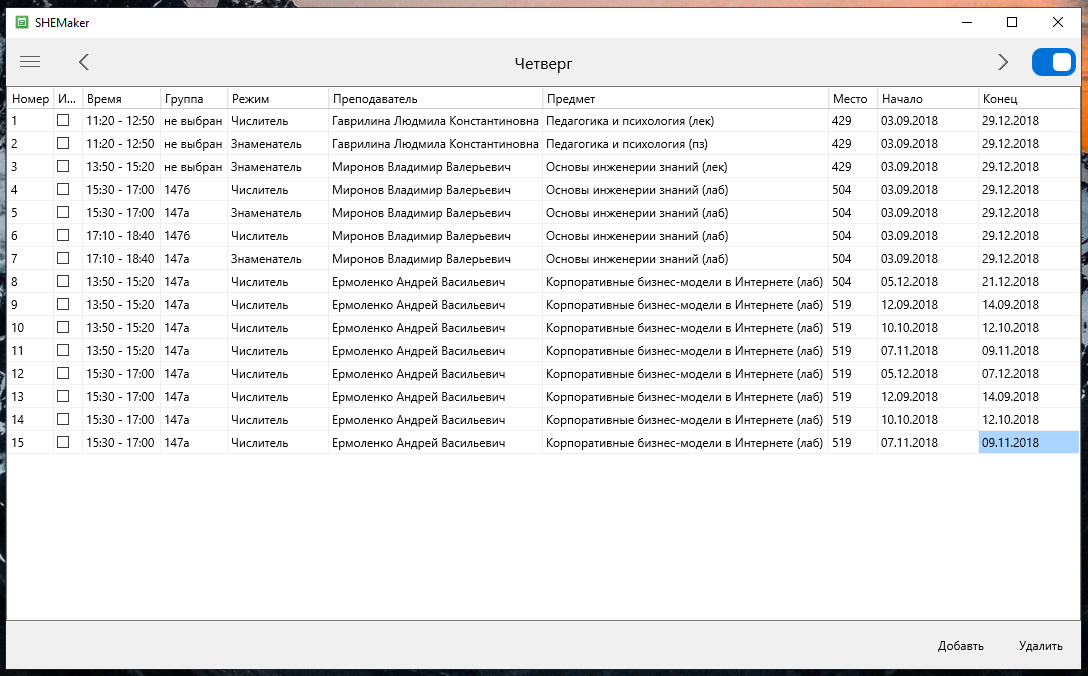 SHEMaker
Четверг
Номер И... Время Группа Режим Преподаватель Предмет Место Начало Конец
1 11:20 - 12:50 не выбран Числитель Гаврилина Людмила Константиновна Педагогика и психология (лек) 429 03.09.2018 29.12.2018
2 11:20 - 12:50 не выбран Знаменатель Гаврилина Людмила Константиновна Педагогика и психология (пз) 429 03.09.2018 29.12.2018
3 13:50 - 15:20 не выбран Знаменатель Миронов Владимир Валерьевич Основы инженерии знаний (лек) 429 03.09.2018 29.12.2018
4 15:30 - 17:00 147б Числитель Миронов Владимир Валерьевич Основы инженерии знаний (лаб) 504 03.09.2018 29.12.2018
5 15:30 - 17:00 147а Знаменатель Миронов Владимир Валерьевич Основы инженерии знаний (лаб) 504 03.09.2018 29.12.2018
6 17:10 - 18:40 147б Числитель Миронов Владимир Валерьевич Основы инженерии знаний (лаб) 504 03.09.2018 29.12.2018
7 17:10 - 18:40 147а Знаменатель Миронов Владимир Валерьевич Основы инженерии знаний (лаб) 504 03.09.2018 29.12.2018
8 13:50 - 15:20 147а Числитель Ермоленко Андрей Васильевич Корпоративные бизнес-модели в Интернете (лаб) 504 05.12.2018 21.12.2018
9 13:50 - 15:20 147а Числитель Ермоленко Андрей Васильевич Корпоративные бизнес-модели в Интернете (лаб) 519 12.09.2018 14.09.2018
10 13:50 - 15:20 147а Числитель Ермоленко Андрей Васильевич Корпоративные бизнес-модели в Интернете (лаб) 519 10.10.2018 12.10.2018
11 13:50 - 15:20 147а Числитель Ермоленко Андрей Васильевич Корпоративные бизнес-модели в Интернете (лаб) 519 07.11.2018 09.11.2018
12 15:30 - 17:00 147а Числитель Ермоленко Андрей Васильевич Корпоративные бизнес-модели в Интернете (лаб) 519 05.12.2018 07.12.2018
13 15:30 - 17:00 147а Числитель Ермоленко Андрей Васильевич Корпоративные бизнес-модели в Интернете (лаб) 519 12.09.2018 14.09.2018
14 15:30 - 17:00 147а Числитель Ермоленко Андрей Васильевич Корпоративные бизнес-модели в Интернете (лаб) 519 10.10.2018 12.10.2018
15 15:30 - 17:00 147а Числитель Ермоленко Андрей Васильевич Корпоративные бизнес-модели в Интернете (лаб) 519 07.11.2018 09.11.2018
Добавить Удалить